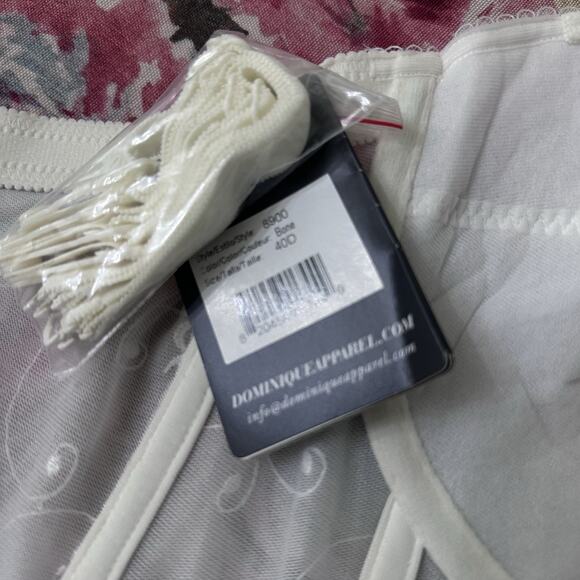 Style/Estilo/Style: 8900
Color/Color/Couleur: Bone
Size/Talla/Taille 40D
DOMINIQUEAPPAREL.COM
info@dominiqueapparel.com